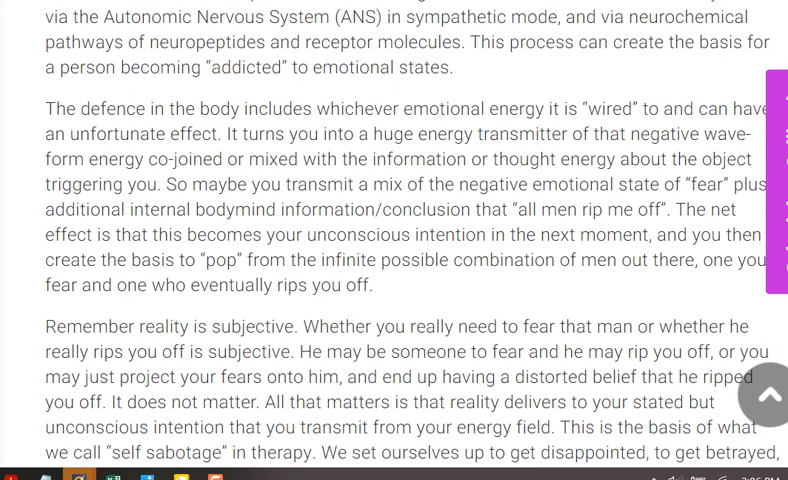 via the Autonomic Nervous System (ANS) in sympathetic mode, and via neurochemical
pathways of neuropeptides and receptor molecules. This process can create the basis for
a person becoming “addicted” to emotional states.
The defence in the body includes whichever emotional energy it is “wired” to and can have
an unfortunate effect. It turns you into a huge energy transmitter of that negative wave-
form energy co-joined or mixed with the information or thought energy about the object
triggering you. So maybe you transmit a mix of the negative emotional state of “fear” plus
additional internal bodymind information/conclusion that “all men rip me off”. The net
effect is that this becomes your unconscious intention in the next moment, and you then
create the basis to “pop” from the infinite possible combination of men out there, one you
fear and one who eventually rips you off.
Remember reality is subjective. Whether you really need to fear that man or whether he
really rips you off is subjective. He may be someone to fear and he may rip you off, or you
may just project your fears onto him, and end up having a distorted belief that he ripped
you off. It does not matter. All that matters is that reality delivers to your stated but
unconscious intention that you transmit from your energy field. This is the basis of what
we call “self sabotage” in therapy. We set ourselves up to get disappointed, to get betrayed,